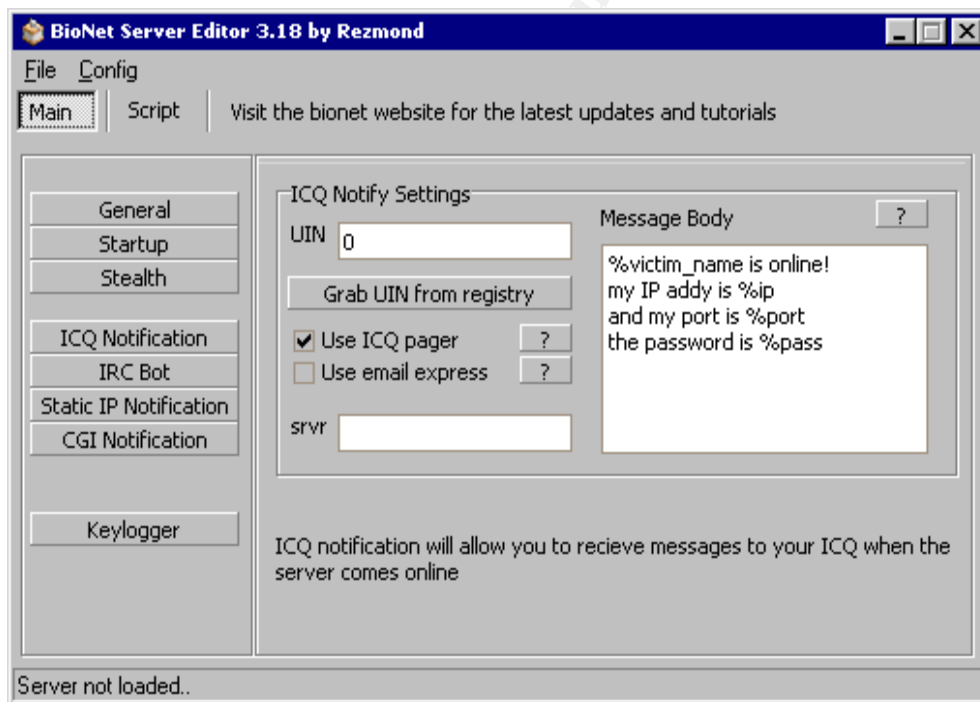 BioNet Server Editor 3.18 by Rezmond
File Config
Main Script Visit the bionet website for the latest updates and tutorials
General
Startup
Stealth
ICQ Notification
IRC Bot
Static IP Notification
CGI Notification
Keylogger
ICQ Notify Settings
UIN 0
Grab UIN from registry
Use ICQ pager ?
Use email express ?
srvr
Message Body ?
%victim_name is online!
my IP addy is %ip
and my port is %port
the password is %pass
ICQ notification will allow you to recieve messages to your ICQ when the
server comes online
Server not loaded..